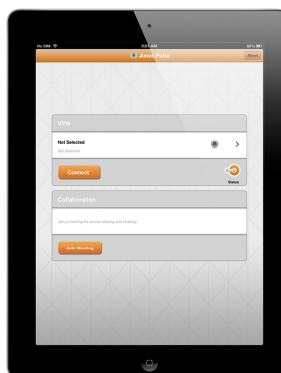 No SIM 9:01 AM 90%
Junos Pulse About
VPN
Not Selected
Not Selected
Connect
Status
Collaboration
Join a meeting for screen sharing and chatting.
Join Meeting